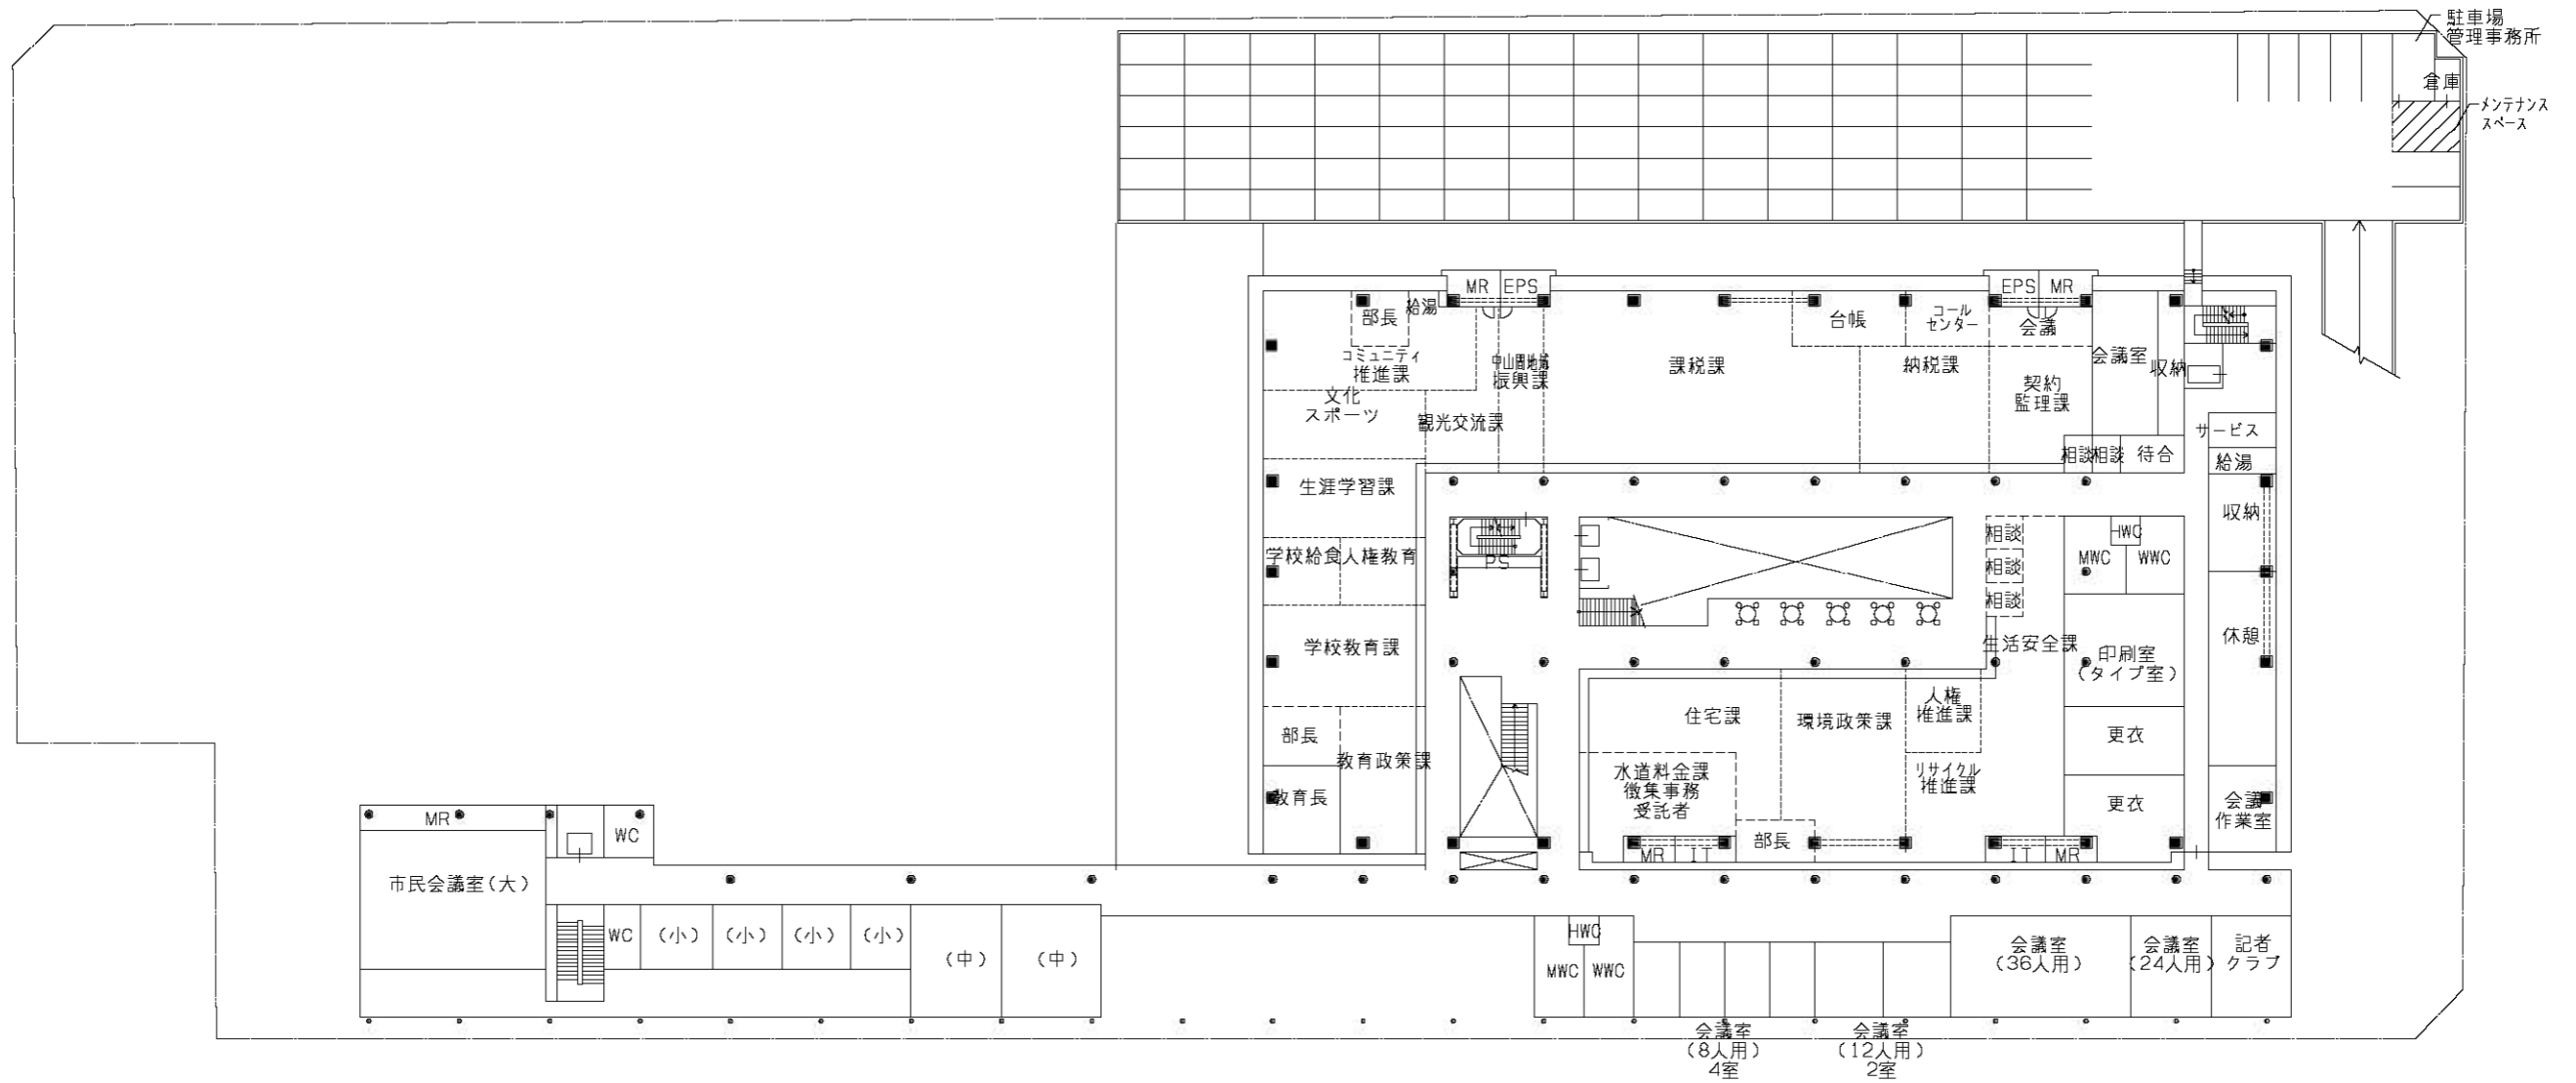 駐車場
管理事務所
倉庫
メンテナンス
スペース
MR
EPS
EPS
MR
部長
給湯
コミュニティ
推進課
中山間地域
振興課
課税課
台帳
コール
センター
会議
納税課
契約
監理課
会議室
収納
文化
スポーツ
観光交流課
サービス
相談
相談
待合
給湯
生涯学習課
収納
学校給食
人権教育
PS
相談
相談
相談
HWC
MWC
WWC
学校教育課
生活安全課
印刷室
(タイプ室)
休憩
部長
教育政策課
住宅課
環境政策課
人権
推進課
更衣
教育長
水道料金課
徴集事務
受託者
リサイクル
推進課
更衣
会議
作業室
部長
MR
IT
IT
MR
MR
WC
市民会議室(大)
WC
(小)
(小)
(小)
(小)
(中)
(中)
HWC
MWC
WWC
会議室
(36人用)
会議室
(24人用)
記者
クラブ
会議室
(8人用)
4室
会議室
(12人用)
2室